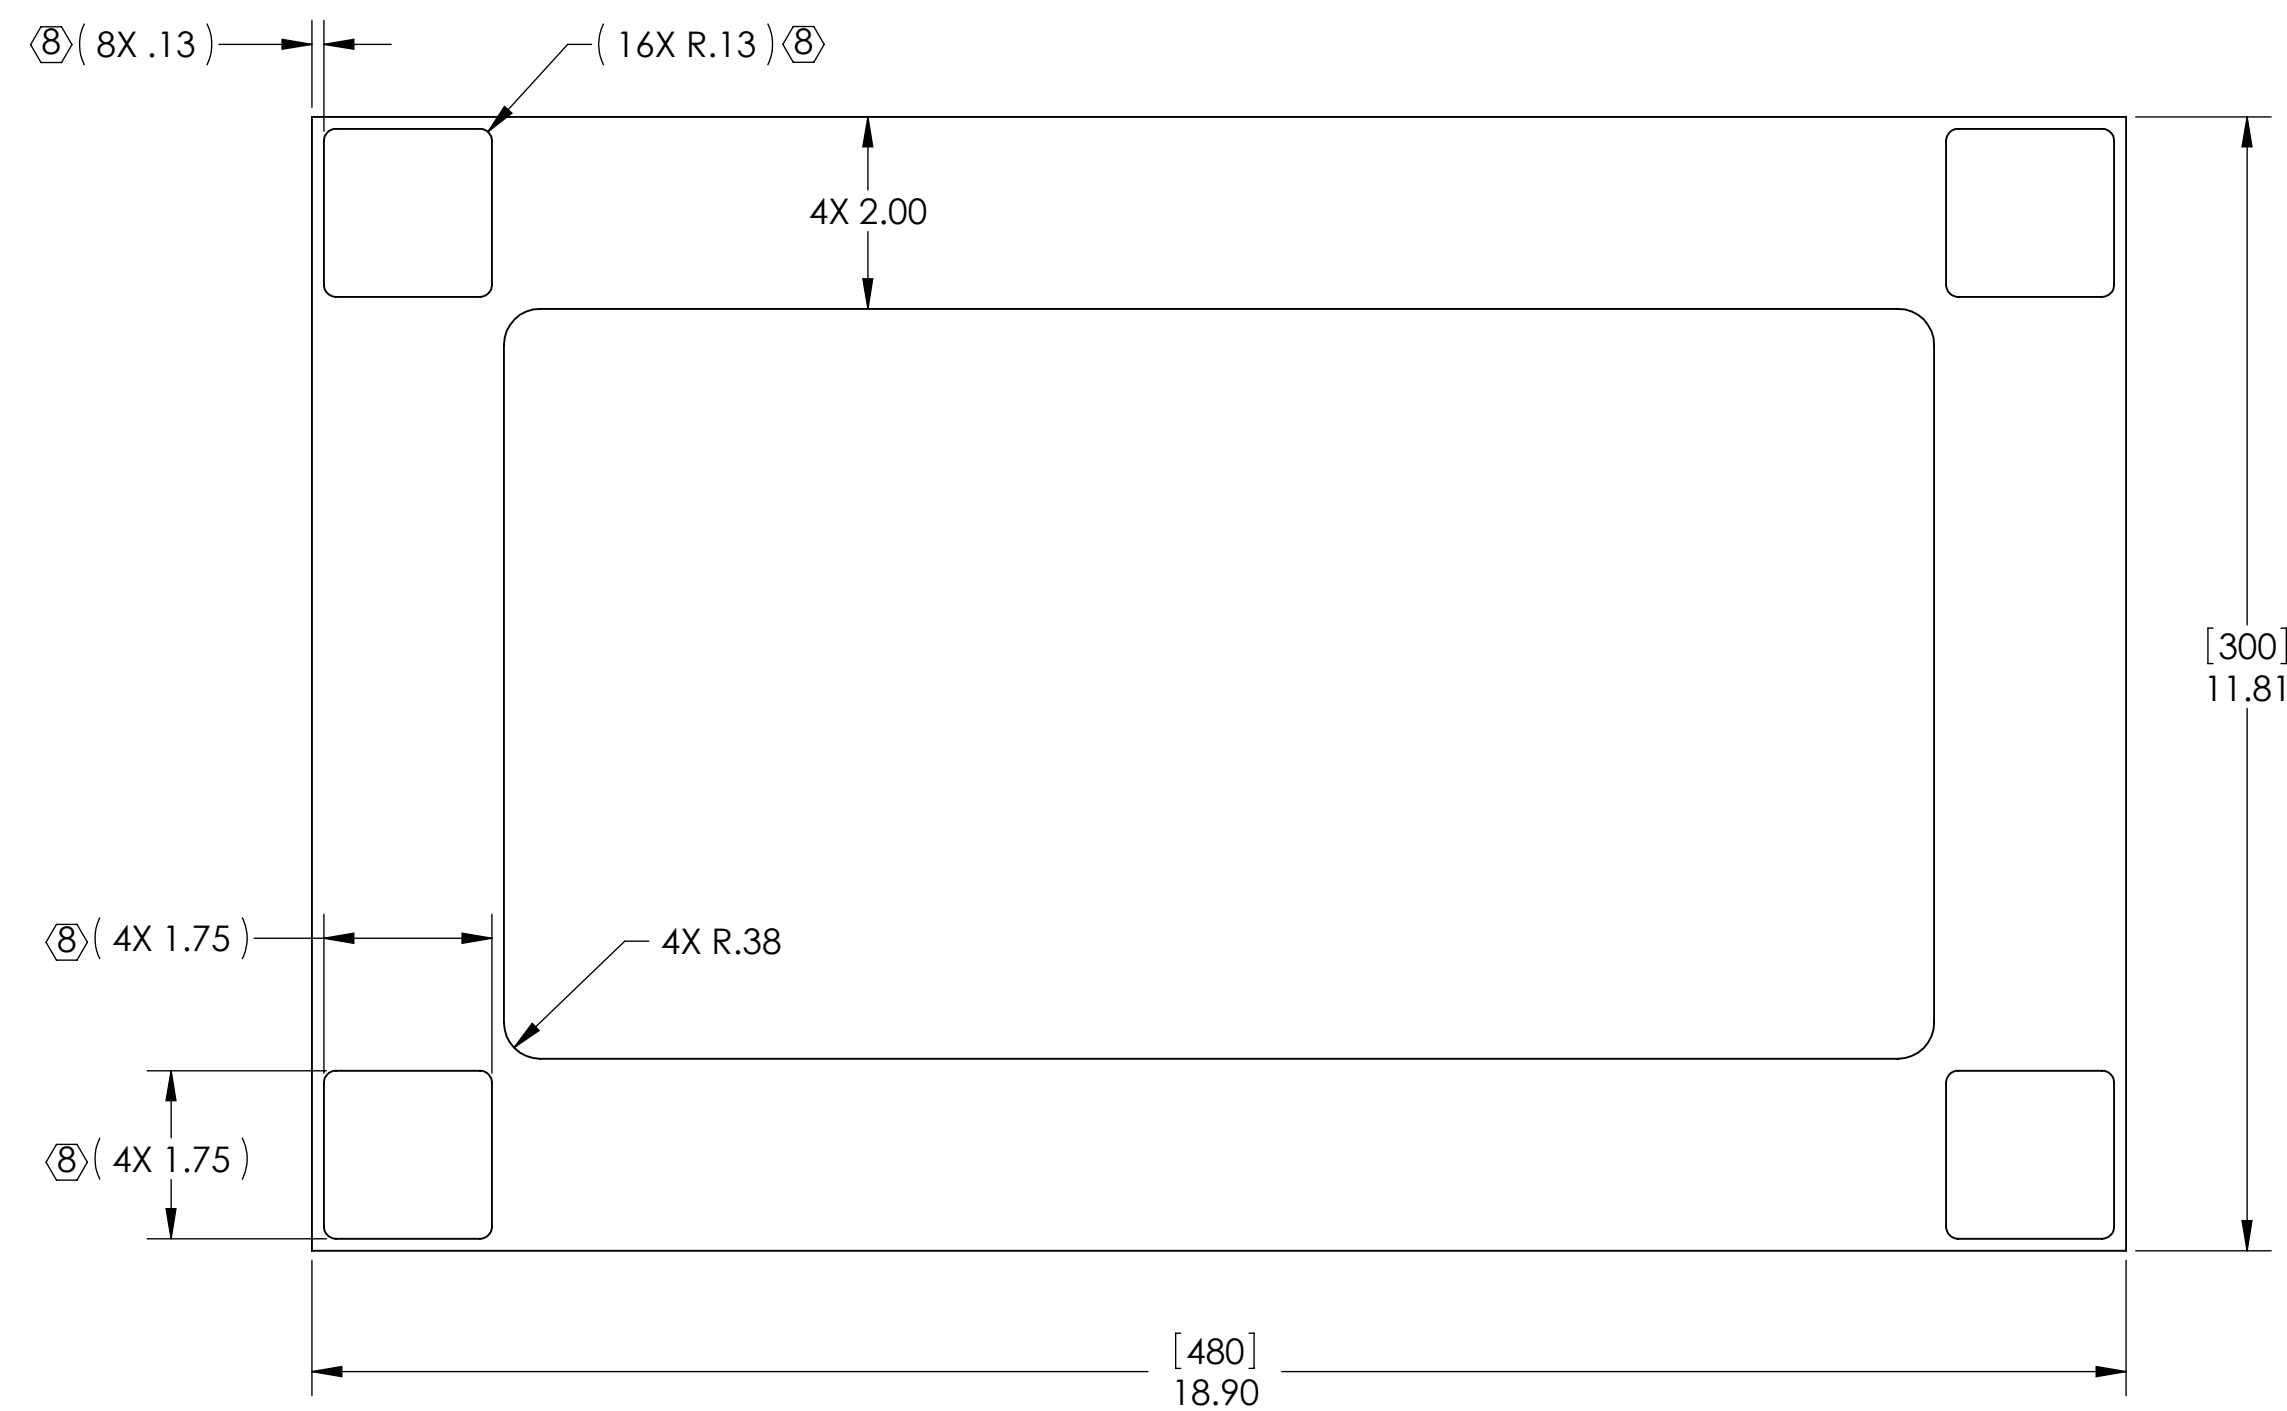 8 ( 8X .13 )
( 16X R.13 ) 8
4X 2.00
[300]
11.81
8 ( 4X 1.75 )
4X R.38
8 ( 4X 1.75 )
[480]
18.90